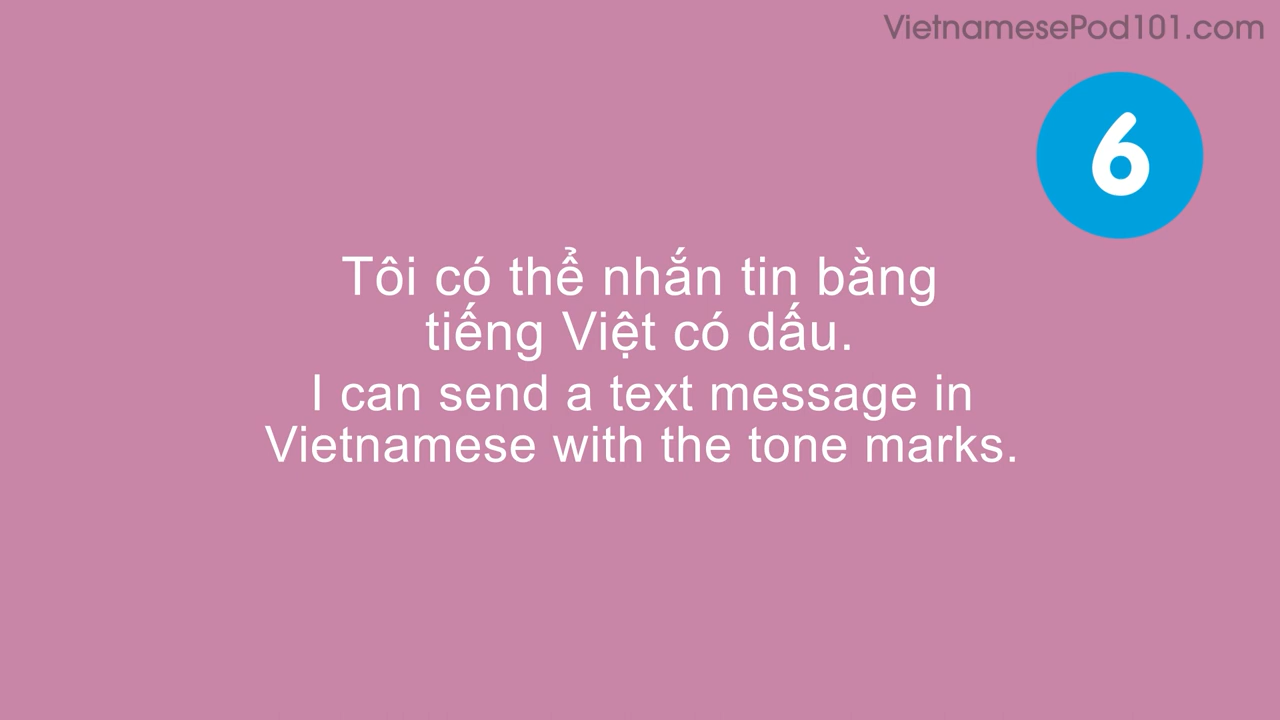 VietnamesePod101.com
6
Tôi có thể nhắn tin bằng
tiếng Việt có dấu.
I can send a text message in
Vietnamese with the tone marks.